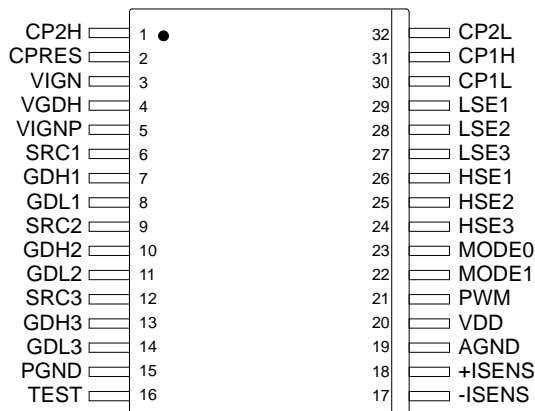 CP2H 1 32 CP2L
CPRES 2 31 CP1H
VIGN 3 30 CP1L
VGDH 4 29 LSE1
VIGNP 5 28 LSE2
SRC1 6 27 LSE3
GDH1 7 26 HSE1
GDL1 8 25 HSE2
SRC2 9 24 HSE3
GDH2 10 23 MODE0
GDL2 11 22 MODE1
SRC3 12 21 PWM
GDH3 13 20 VDD
GDL3 14 19 AGND
PGND 15 18 +ISENS
TEST 16 17 -ISENS